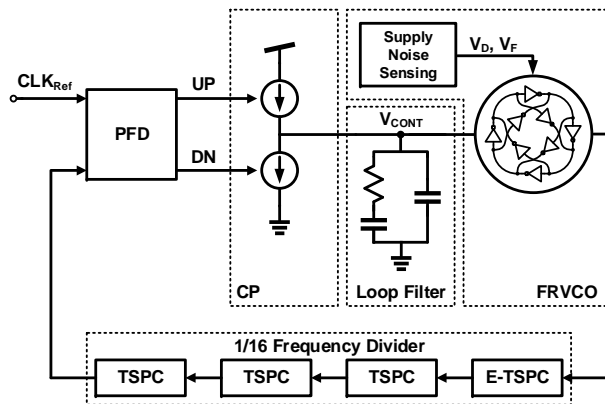 Supply
Noise
Sensing
V_D, V_F
CLK_Ref
UP
PFD
DN
V_CONT
CP
Loop Filter
FRVCO
1/16 Frequency Divider
TSPC
TSPC
TSPC
E-TSPC